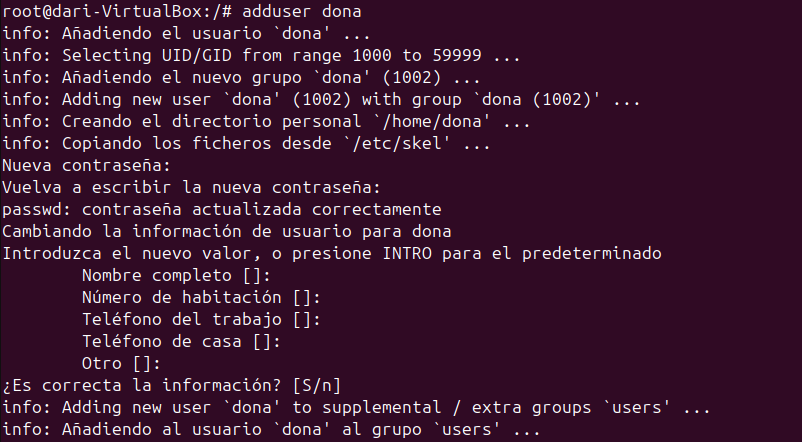 root@dari-VirtualBox:/# adduser dona
info: Añadiendo el usuario `dona' ...
info: Selecting UID/GID from range 1000 to 59999 ...
info: Añadiendo el nuevo grupo `dona' (1002) ...
info: Adding new user `dona' (1002) with group `dona (1002)' ...
info: Creando el directorio personal `/home/dona' ...
info: Copiando los ficheros desde `/etc/skel' ...
Nueva contraseña:
Vuelva a escribir la nueva contraseña:
passwd: contraseña actualizada correctamente
Cambiando la información de usuario para dona
Introduzca el nuevo valor, o presione INTRO para el predeterminado
        Nombre completo []:
        Número de habitación []:
        Teléfono del trabajo []:
        Teléfono de casa []:
        Otro []:
¿Es correcta la información? [S/n]
info: Adding new user `dona' to supplemental / extra groups `users' ...
info: Añadiendo al usuario `dona' al grupo `users' ...